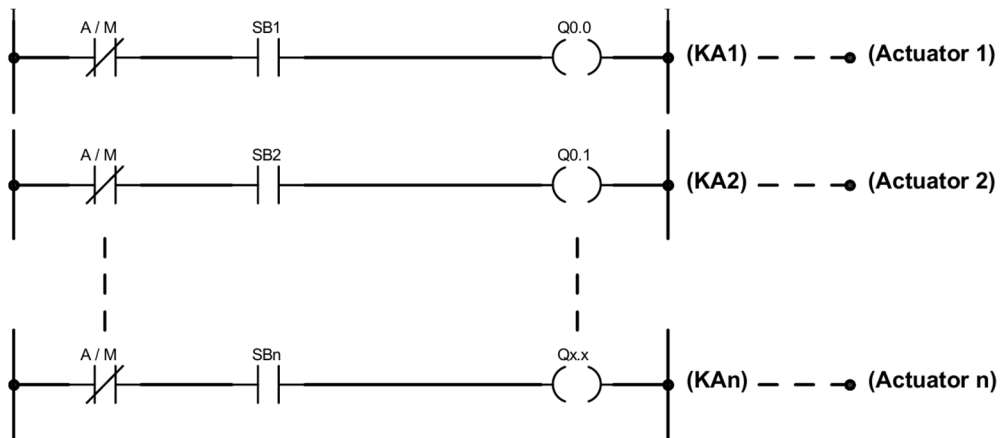 A / M SB1 Q0.0
(KA1) (Actuator 1)
A / M SB2 Q0.1
(KA2) (Actuator 2)
A / M SBn Qx.x
(KAn) (Actuator n)